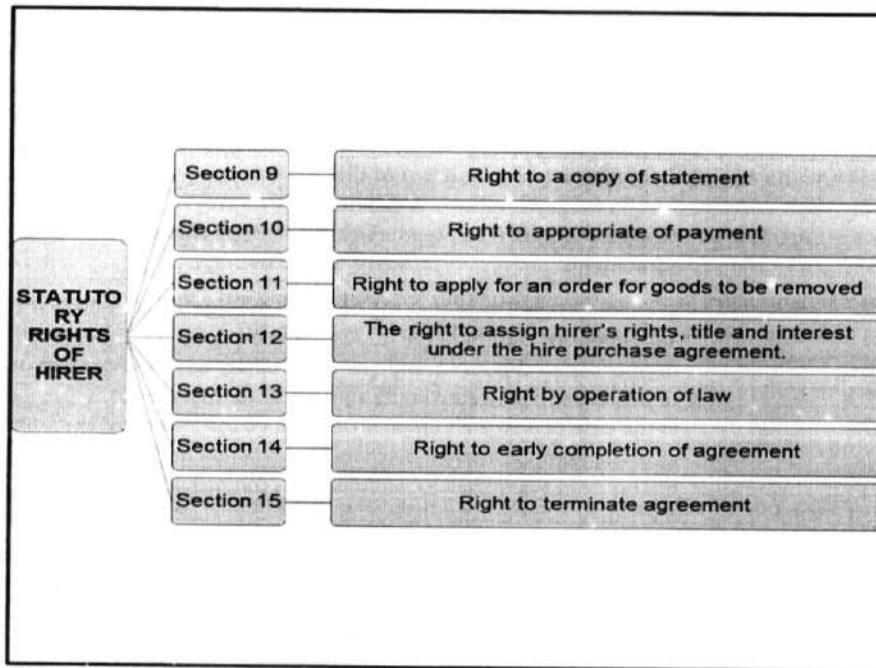 STATUTO
RY
RIGHTS
OF
HIRER
Section 9
Right to a copy of statement
Section 10
Right to appropriate of payment
Section 11
Right to apply for an order for goods to be removed
Section 12
The right to assign hirer's rights, title and interest
under the hire purchase agreement.
Section 13
Right by operation of law
Section 14
Right to early completion of agreement
Section 15
Right to terminate agreement